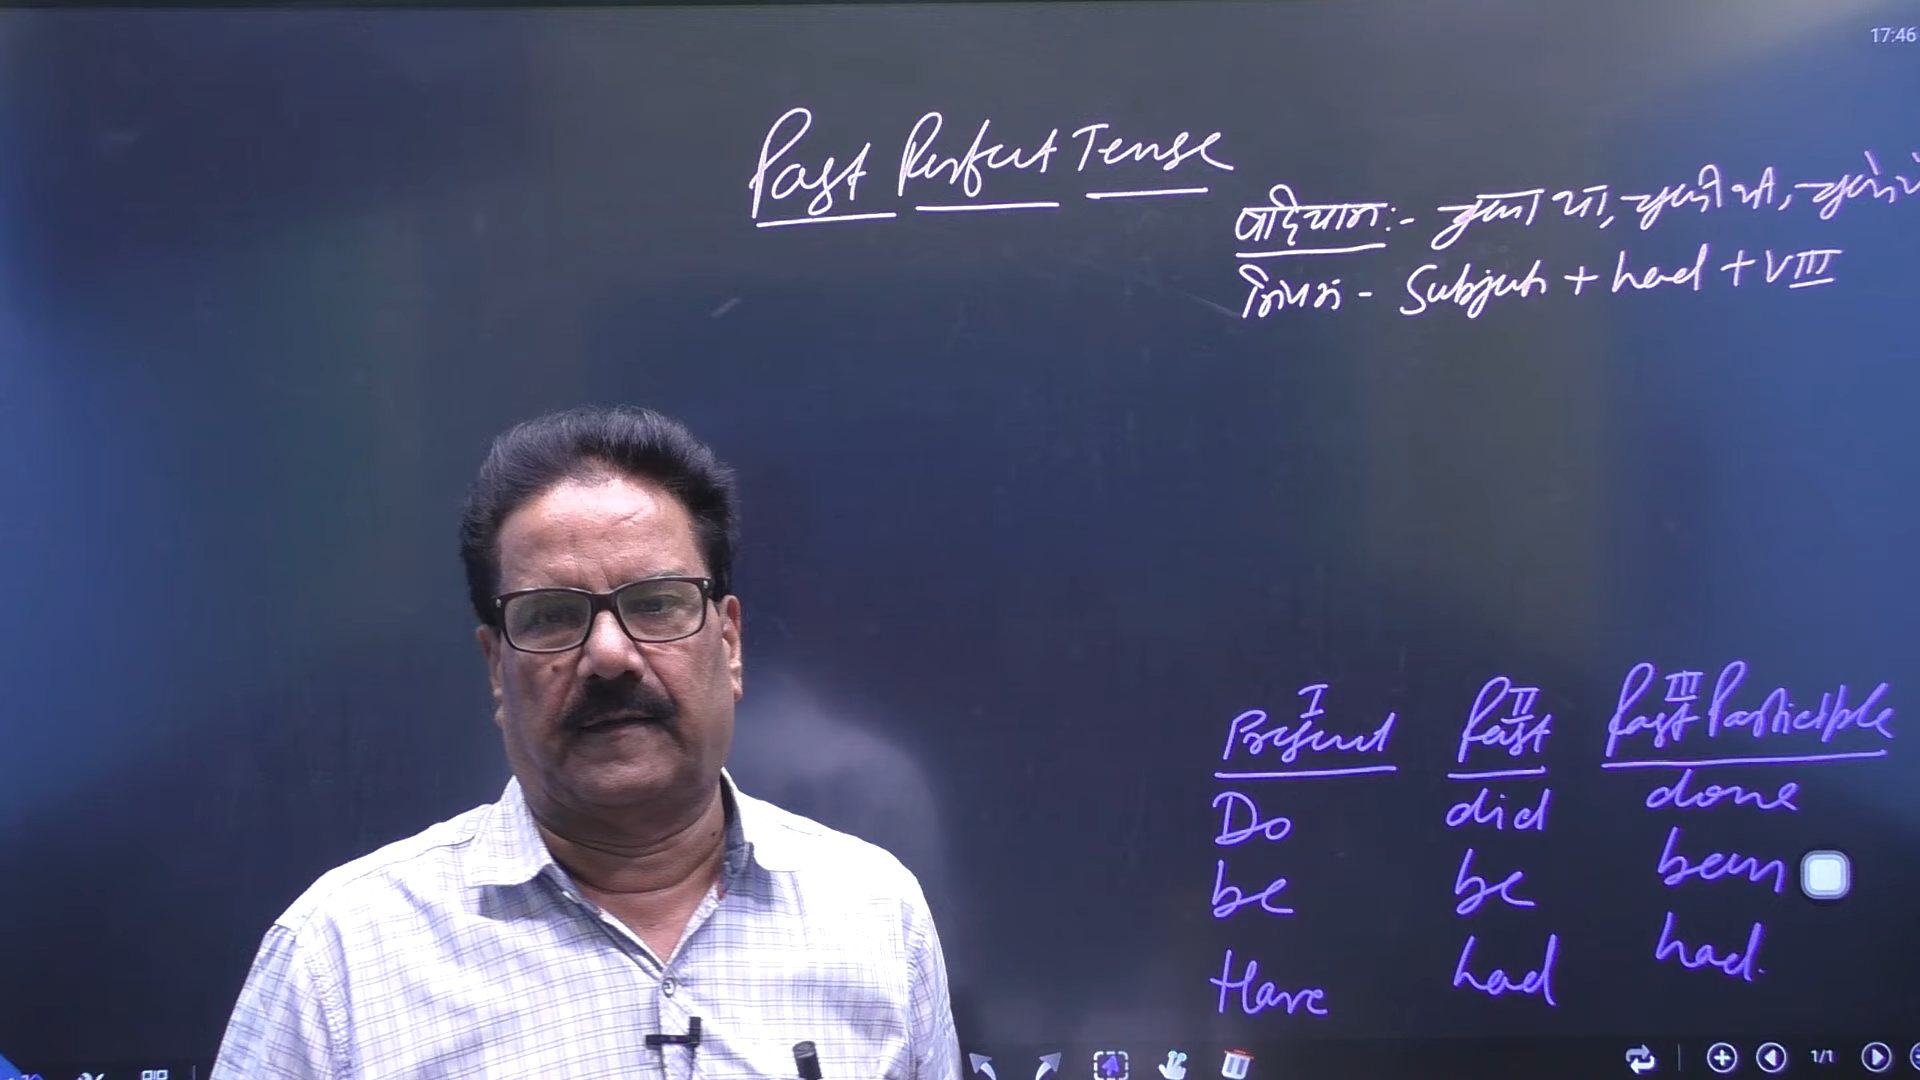 17:46
Past Perfect Tense
पहिचान:- चुका था, चुकी थी, चुके थे
नियम - Subject + had + VIII
I II III
Present Past Past Participle
Do did done
be be been
Have had had.
1/1